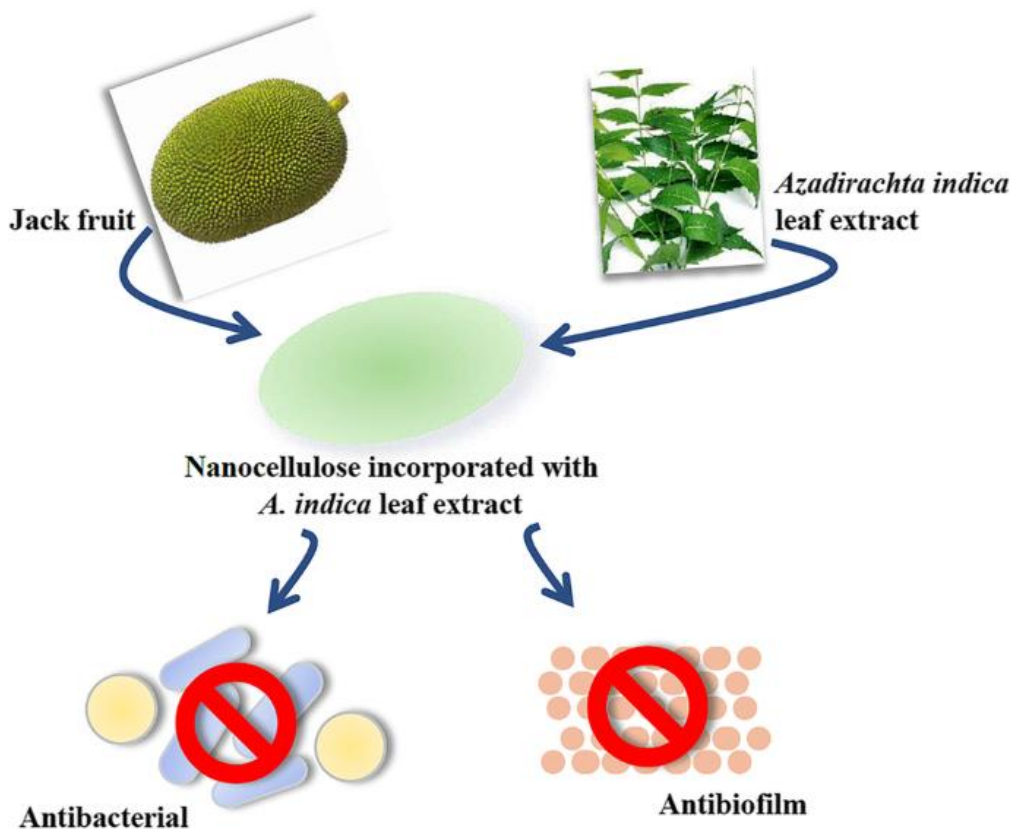 Jack fruit
Azadirachta indica
leaf extract
Nanocellulose incorporated with
A. indica leaf extract
Antibacterial
Antibiofilm